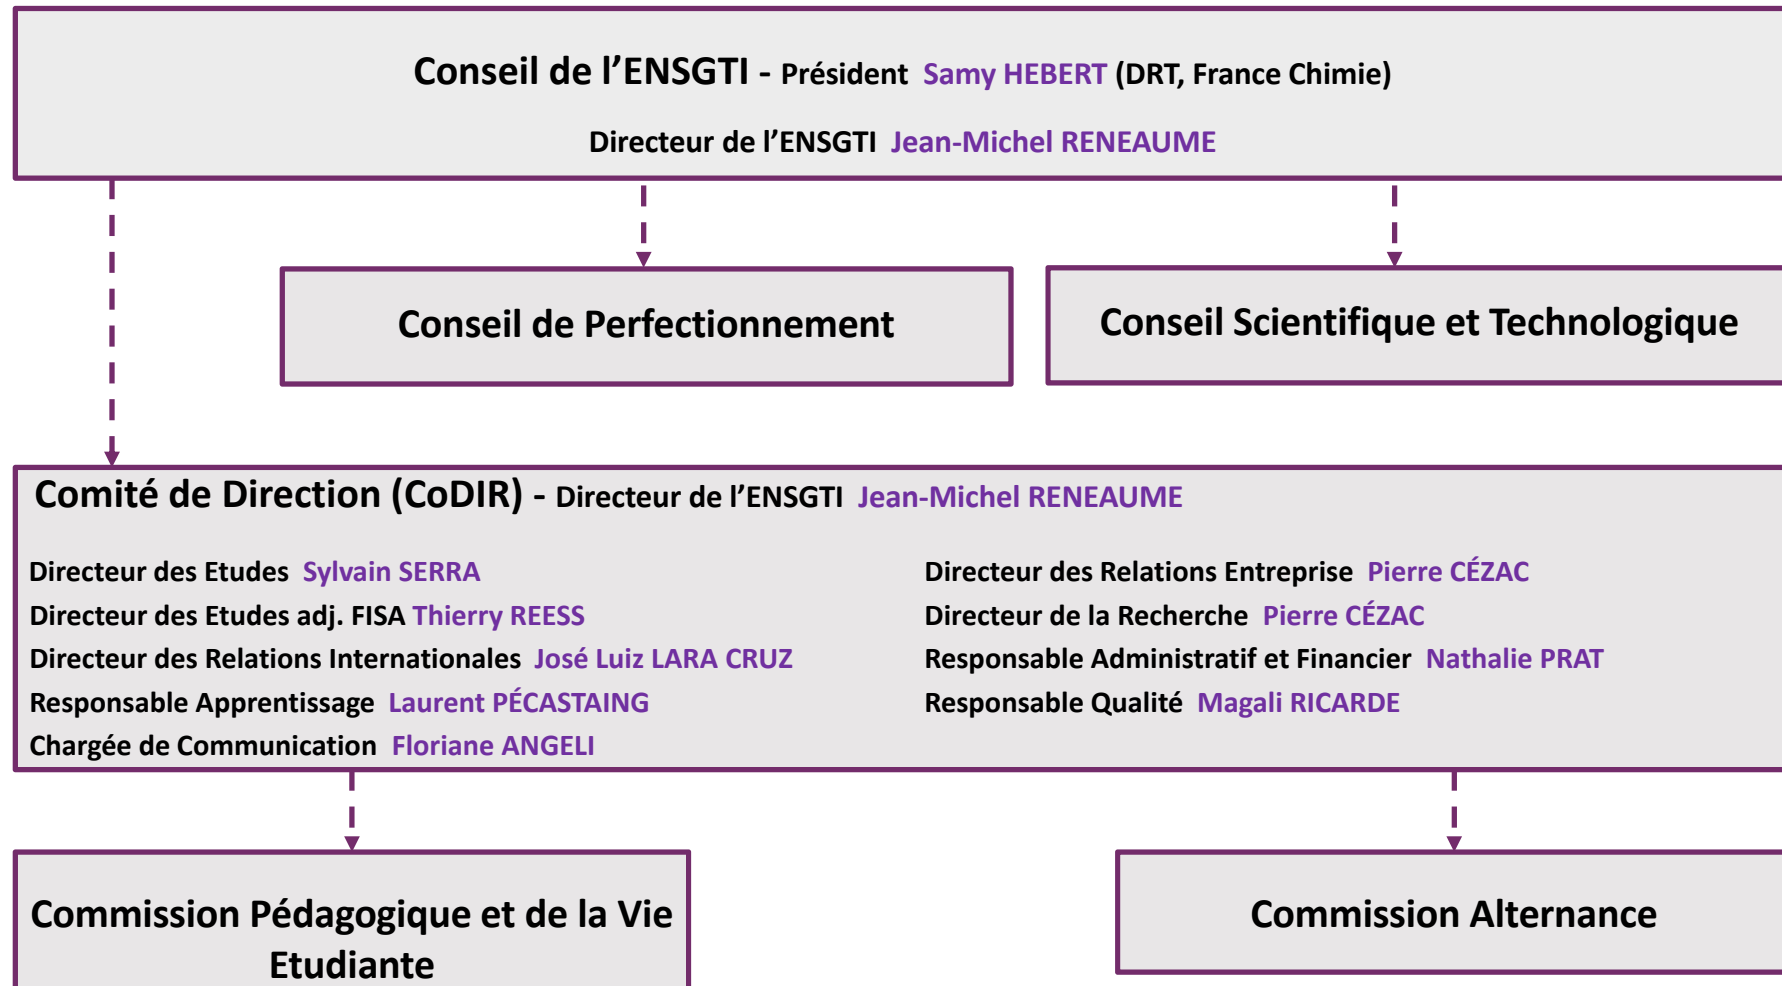 Conseil de l’ENSGTI - Président Samy HEBERT (DRT, France Chimie)
Directeur de l’ENSGTI Jean-Michel RENEAUME
Conseil de Perfectionnement
Conseil Scientifique et Technologique
Comité de Direction (CoDIR) - Directeur de l’ENSGTI Jean-Michel RENEAUME
Directeur des Etudes Sylvain SERRA
Directeur des Etudes adj. FISA Thierry REESS
Directeur des Relations Internationales José Luiz LARA CRUZ
Responsable Apprentissage Laurent PÉCASTAING
Chargée de Communication Floriane ANGELI
Directeur des Relations Entreprise Pierre CÉZAC
Directeur de la Recherche Pierre CÉZAC
Responsable Administratif et Financier Nathalie PRAT
Responsable Qualité Magali RICARDE
Commission Pédagogique et de la Vie
Etudiante
Commission Alternance